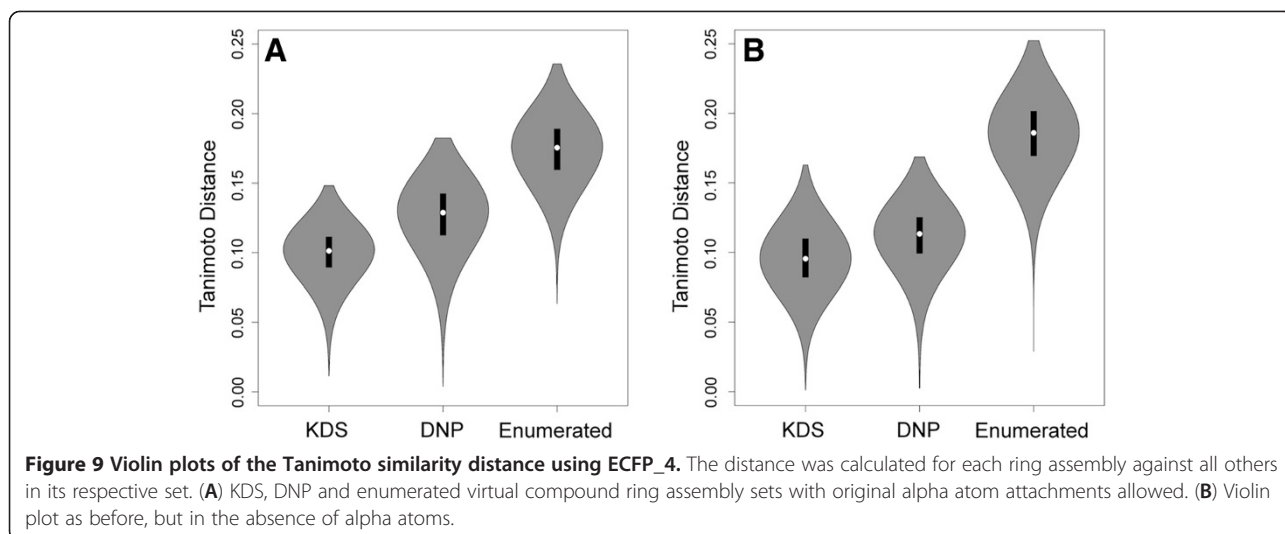 A
B
0.25
0.20
0.15
0.10
0.05
0.00
Tanimoto Distance
KDS DNP Enumerated
0.25
0.20
0.15
0.10
0.05
0.00
Tanimoto Distance
KDS DNP Enumerated
Figure 9 Violin plots of the Tanimoto similarity distance using ECFP_4. The distance was calculated for each ring assembly against all others
in its respective set. (A) KDS, DNP and enumerated virtual compound ring assembly sets with original alpha atom attachments allowed. (B) Violin
plot as before, but in the absence of alpha atoms.